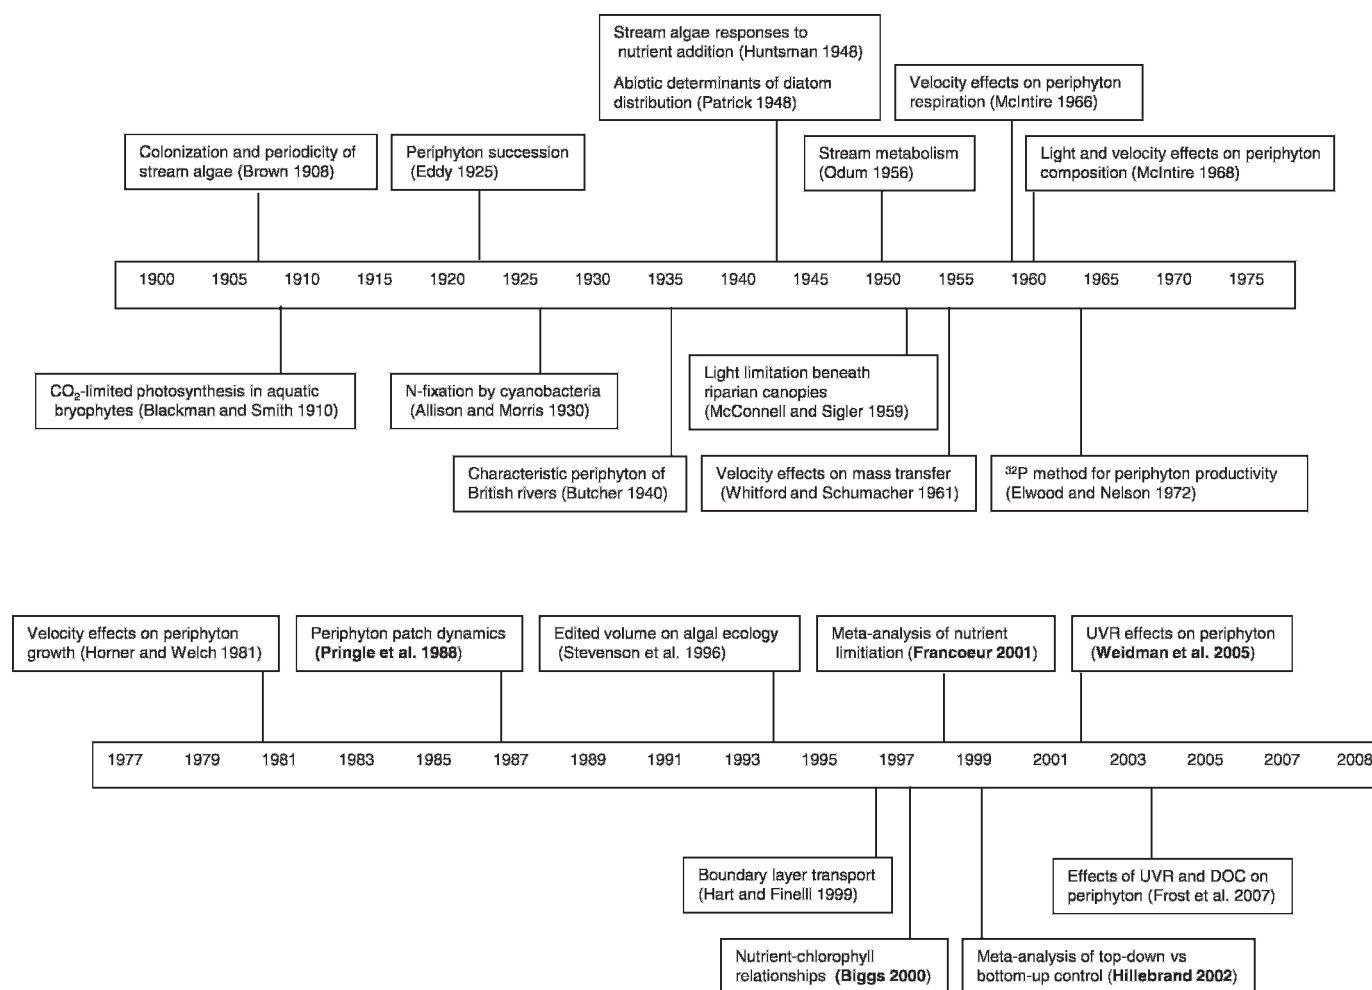 Stream algae responses to
nutrient addition (Huntsman 1948)
Abiotic determinants of diatom
distribution (Patrick 1948)
Velocity effects on periphyton
respiration (McIntire 1966)
Colonization and periodicity of
stream algae (Brown 1908)
Periphyton succession
(Eddy 1925)
Stream metabolism
(Odum 1956)
Light and velocity effects on periphyton
composition (McIntire 1968)
1900 1905 1910 1915 1920 1925 1930 1935 1940 1945 1950 1955 1960 1965 1970 1975
CO₂-limited photosynthesis in aquatic
bryophytes (Blackman and Smith 1910)
N-fixation by cyanobacteria
(Allison and Morris 1930)
Light limitation beneath
riparian canopies
(McConnell and Sigler 1959)
Characteristic periphyton of
British rivers (Butcher 1940)
Velocity effects on mass transfer
(Whitford and Schumacher 1961)
³²P method for periphyton productivity
(Elwood and Nelson 1972)
Velocity effects on periphyton
growth (Horner and Welch 1981)
Periphyton patch dynamics
(Pringle et al. 1988)
Edited volume on algal ecology
(Stevenson et al. 1996)
Meta-analysis of nutrient
limitiation (Francoeur 2001)
UVR effects on periphyton
(Weidman et al. 2005)
1977 1979 1981 1983 1985 1987 1989 1991 1993 1995 1997 1999 2001 2003 2005 2007 2008
Boundary layer transport
(Hart and Finelli 1999)
Effects of UVR and DOC on
periphyton (Frost et al. 2007)
Nutrient-chlorophyll
relationships (Biggs 2000)
Meta-analysis of top-down vs
bottom-up control (Hillebrand 2002)